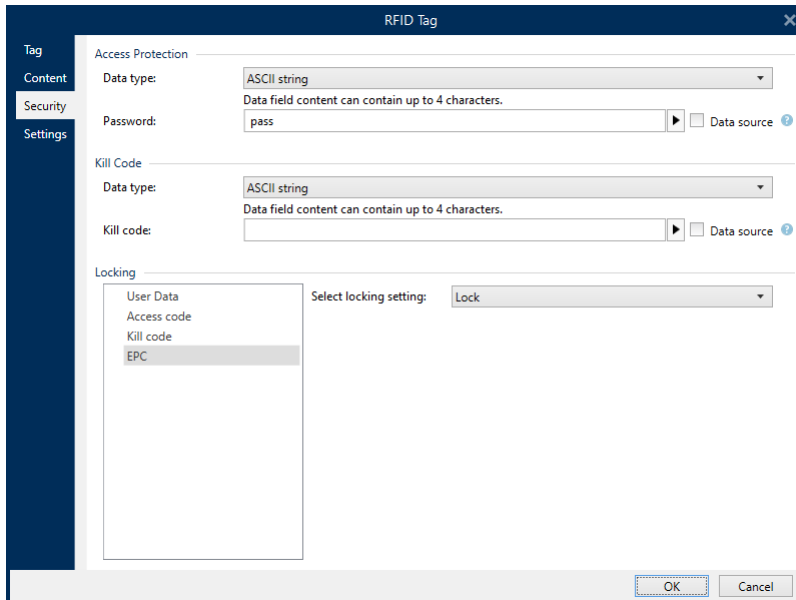 RFID Tag
Tag
Content
Security
Settings
Access Protection
Data type: ASCII string
Data field content can contain up to 4 characters.
Password: pass Data source
Kill Code
Data type: ASCII string
Data field content can contain up to 4 characters.
Kill code: Data source
Locking
User Data
Access code
Kill code
EPC
Select locking setting: Lock
OK Cancel